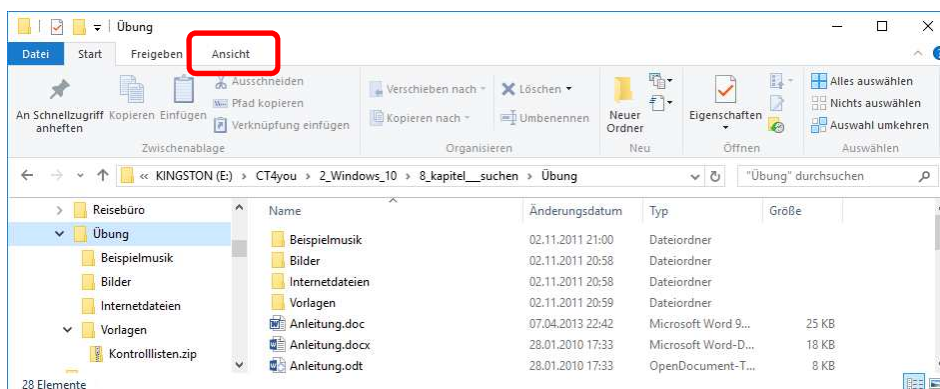 Übung
Datei Start Freigeben Ansicht
An Schnellzugriff anheften
Kopieren
Einfügen
Ausschneiden
Pfad kopieren
Verknüpfung einfügen
Zwischenablage
Verschieben nach
Kopieren nach
Löschen
Umbenennen
Organisieren
Neuer Ordner
Neu
Eigenschaften
Öffnen
Alles auswählen
Nichts auswählen
Auswahl umkehren
Auswählen
« KINGSTON (E:) > CT4you > 2_Windows_10 > 8_kapitel__suchen > Übung
"Übung" durchsuchen
Reisebüro
Übung
Beispielmusik
Bilder
Internetdateien
Vorlagen
Kontrolllisten.zip
Name Änderungsdatum Typ Größe
Beispielmusik 02.11.2011 21:00 Dateiordner
Bilder 02.11.2011 20:58 Dateiordner
Internetdateien 02.11.2011 20:58 Dateiordner
Vorlagen 02.11.2011 20:59 Dateiordner
Anleitung.doc 07.04.2013 22:42 Microsoft Word 9... 25 KB
Anleitung.docx 28.01.2010 17:33 Microsoft Word-D... 18 KB
Anleitung.odt 28.01.2010 17:33 OpenDocument-T... 8 KB
28 Elemente